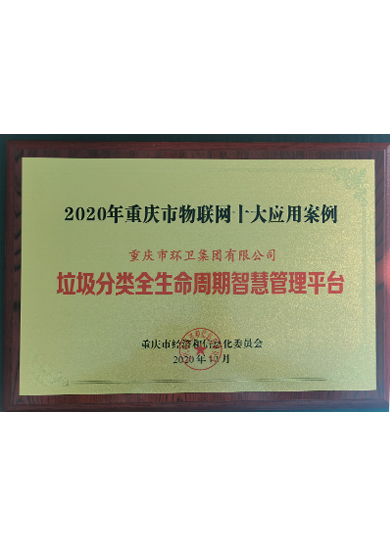 2020年重庆市物联网十大应用案例
重庆市环卫集团有限公司
垃圾分类全生命周期智慧管理平台
重庆市经济和信息化委员会
2020年12月